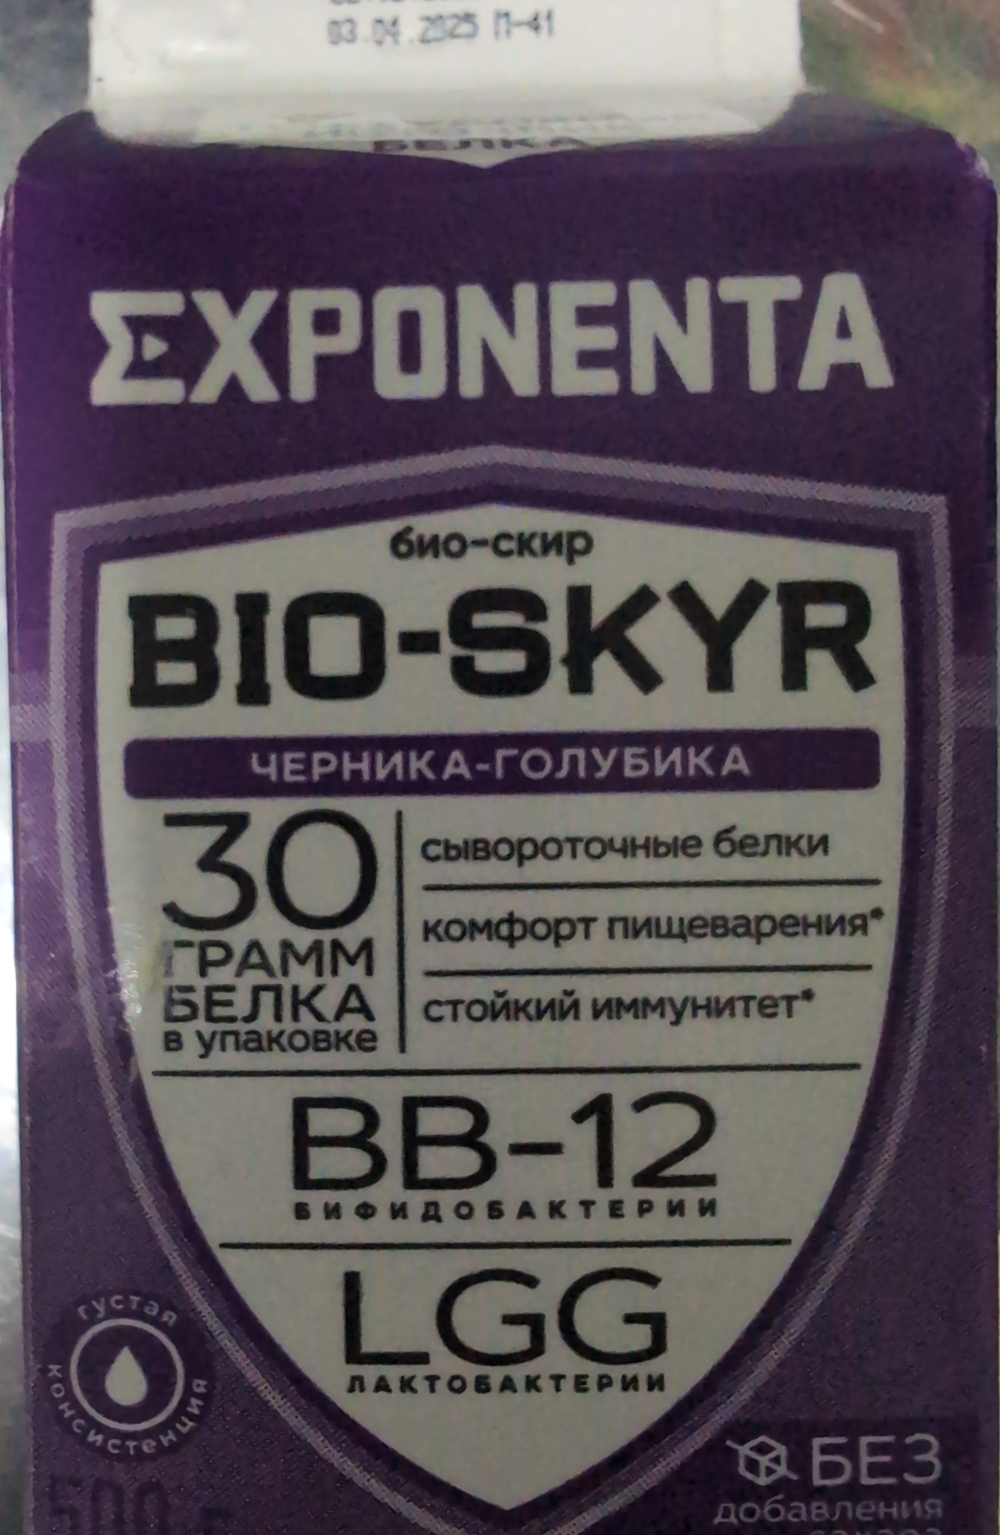 03.04.2025 П-41
БЕЛКА
EXPONENTA
био-скир
BIO-SKYR
ЧЕРНИКА-ГОЛУБИКА
30
ГРАММ
БЕЛКА
в упаковке
сывороточные белки
комфорт пищеварения*
стойкий иммунитет*
BB-12
БИФИДОБАКТЕРИИ
LGG
ЛАКТОБАКТЕРИИ
густая
консистенция
БЕЗ
добавления